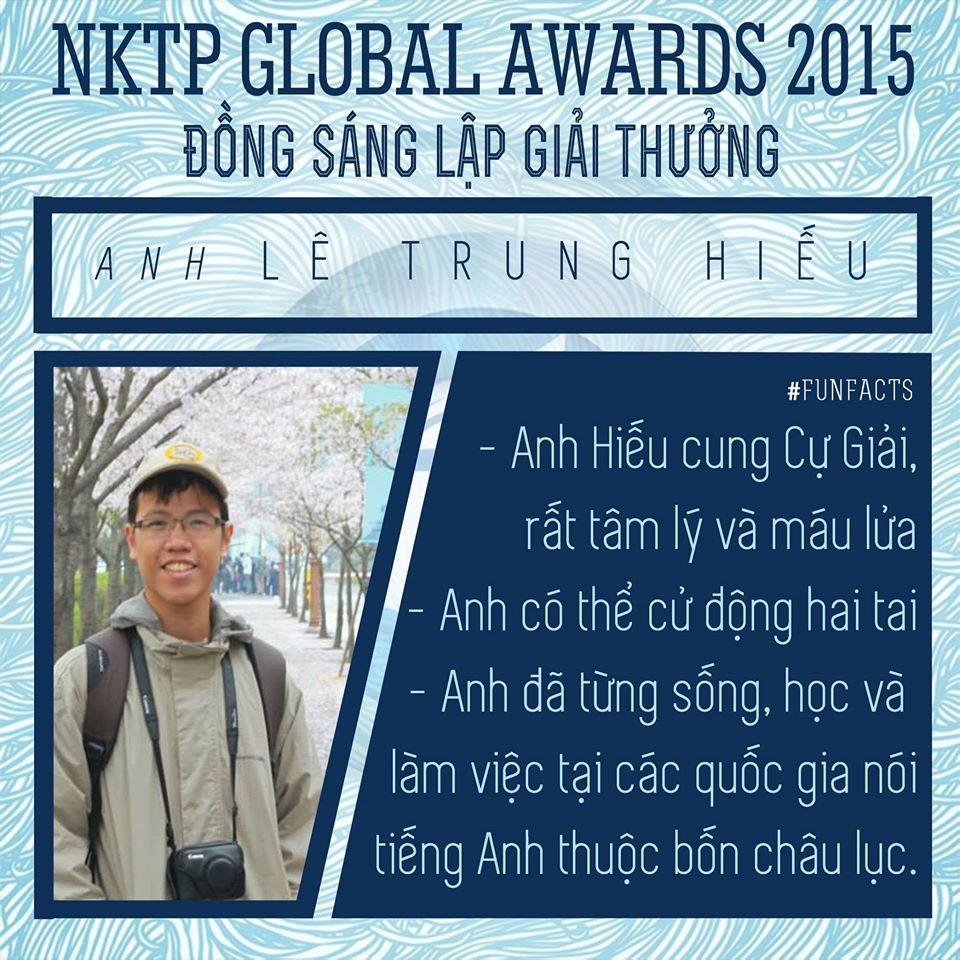 NKTP GLOBAL AWARDS 2015
ĐỒNG SÁNG LẬP GIẢI THƯỞNG
ANH LÊ TRUNG HIẾU
#FUNFACTS
- Anh Hiếu cung Cự Giải,
rất tâm lý và máu lửa
- Anh có thể cử động hai tai
- Anh đã từng sống, học và
làm việc tại các quốc gia nói
tiếng Anh thuộc bốn châu lục.
Canon